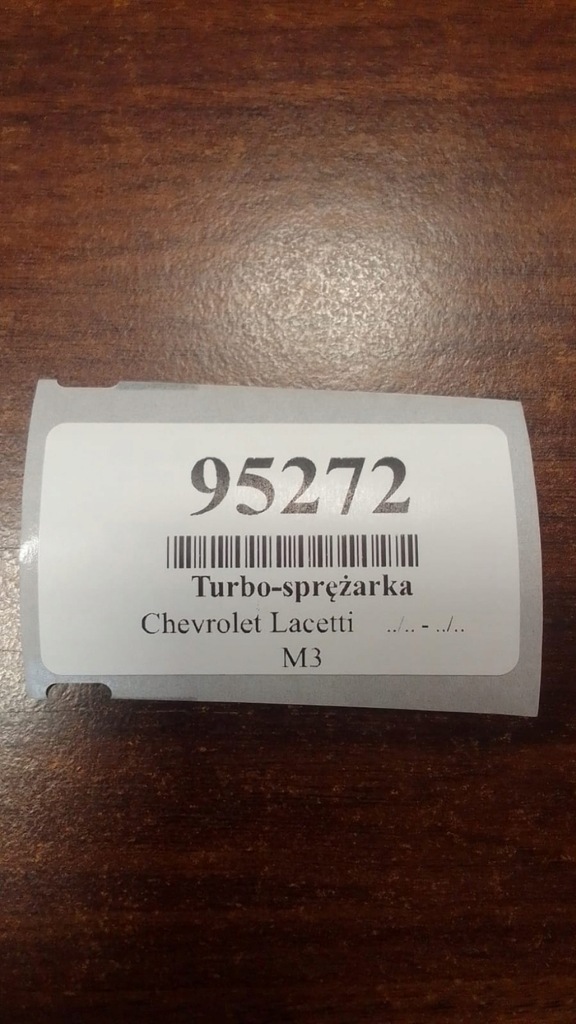 95272
Turbo-sprężarka
Chevrolet Lacetti ../.. - ../..
M3